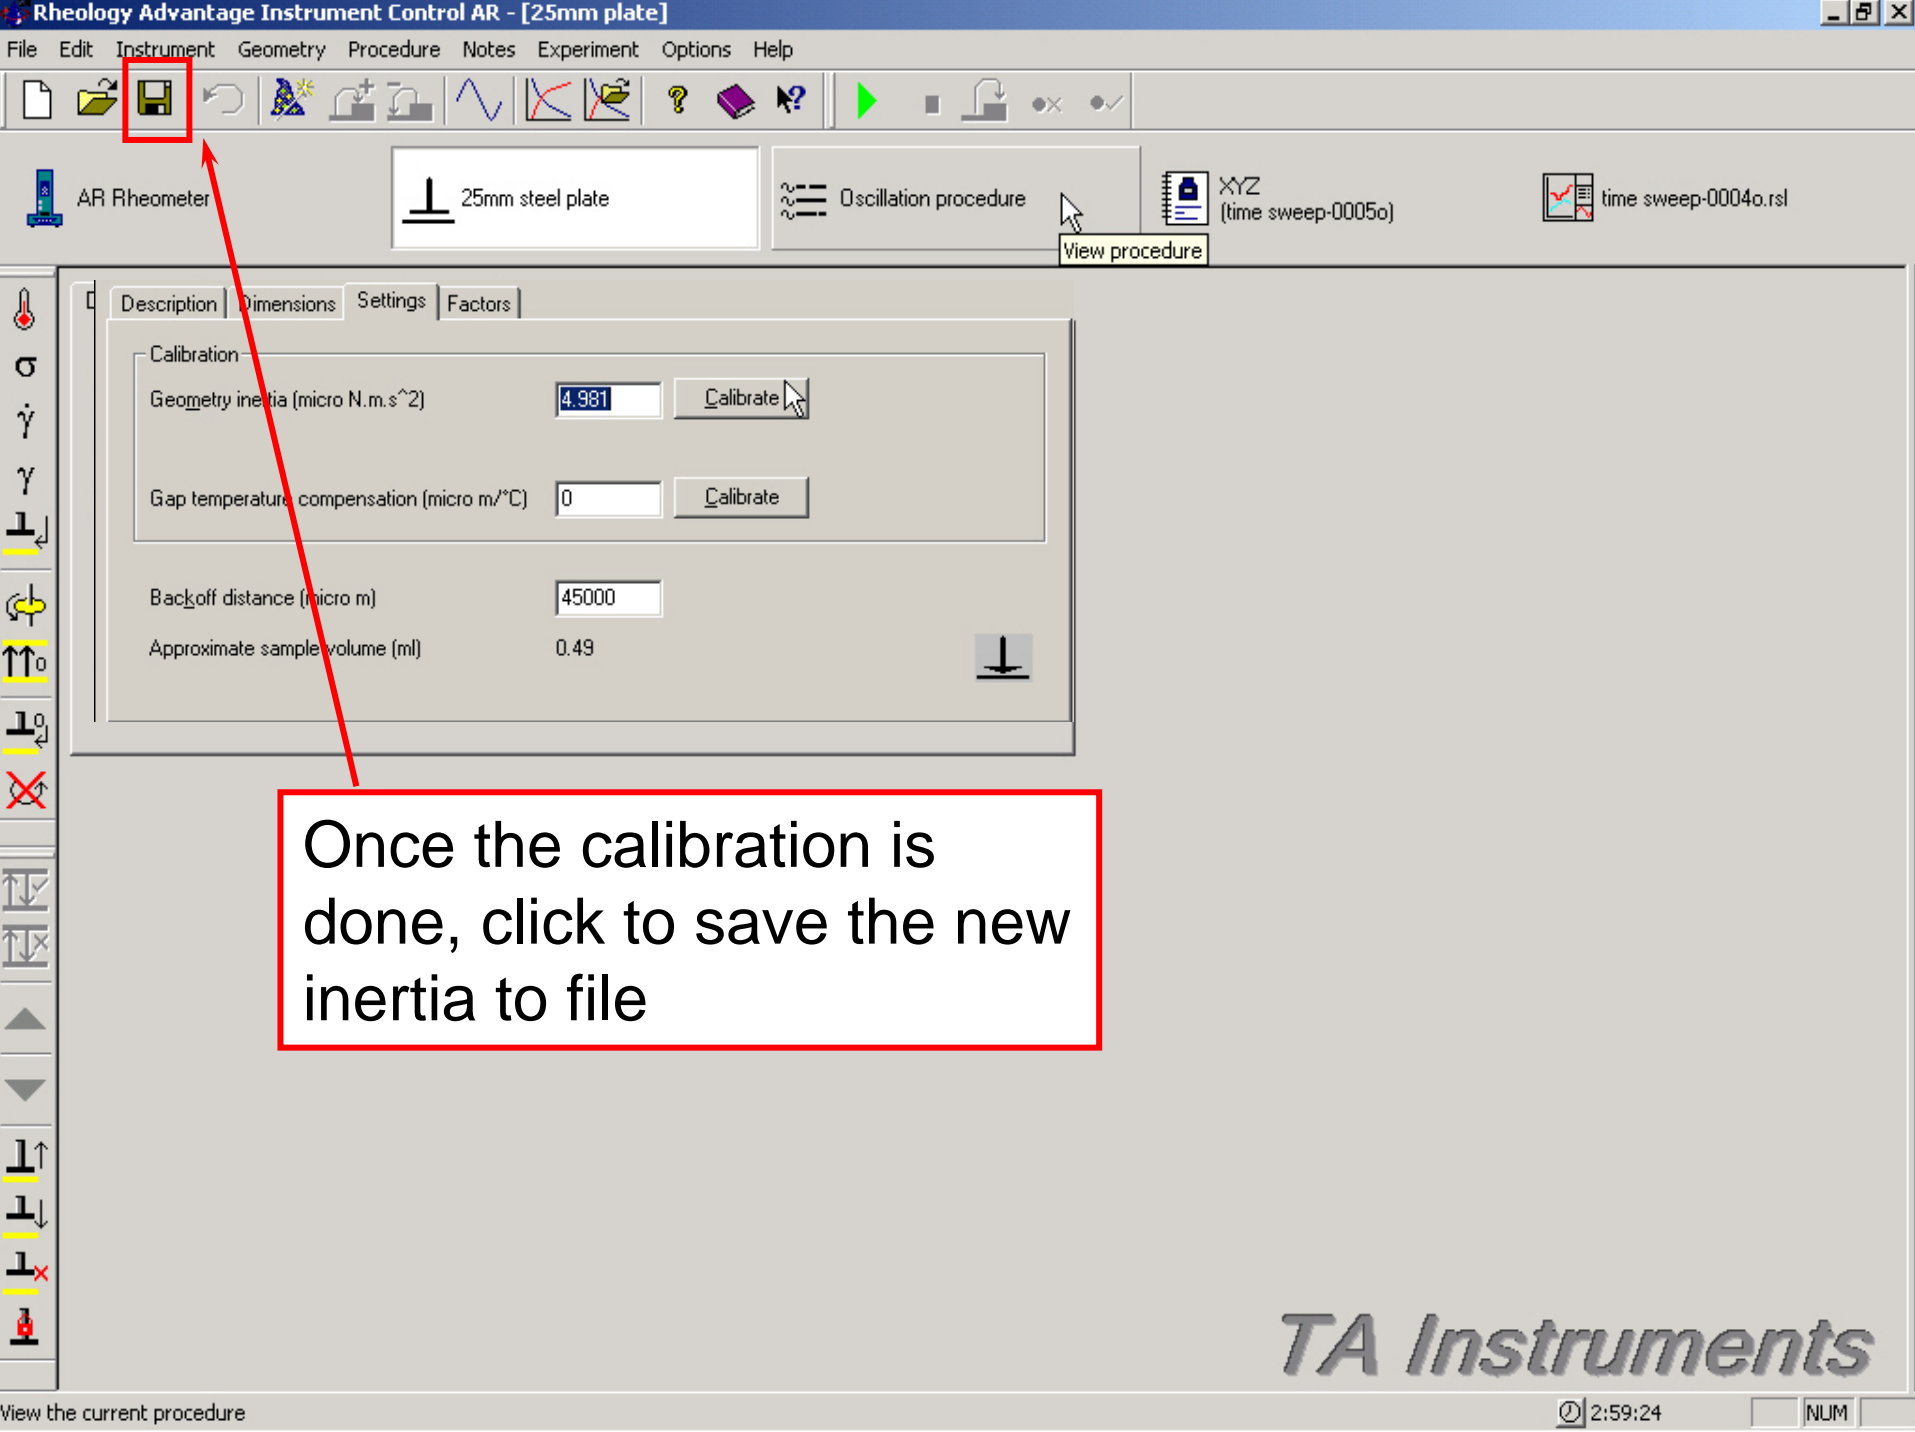 Rheology Advantage Instrument Control AR - [25mm plate]
File Edit Instrument Geometry Procedure Notes Experiment Options Help
AR Rheometer
25mm steel plate
Oscillation procedure
XYZ
(time sweep-0005o)
time sweep-0004o.rsl
View procedure
σ
γ̇
γ
Description Dimensions Settings Factors
Calibration
Geometry inertia (micro N.m.s^2) 4.981 Calibrate
Gap temperature compensation (micro m/°C) 0 Calibrate
Backoff distance (micro m) 45000
Approximate sample volume (ml) 0.49
Once the calibration is
done, click to save the new
inertia to file
TA Instruments
View the current procedure
2:59:24
NUM